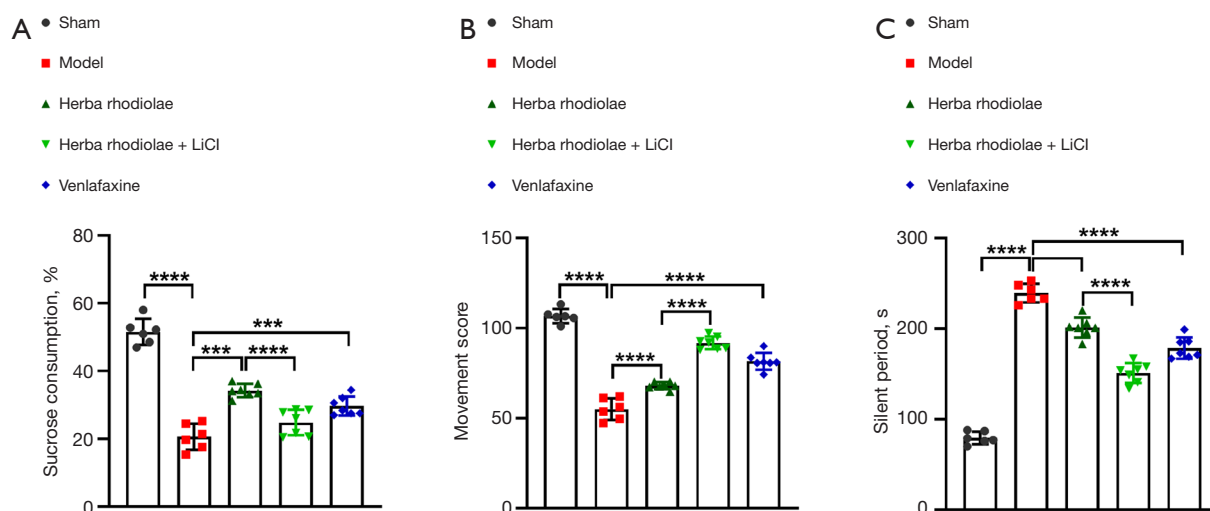 A
Sham
Model
Herba rhodiolae
Herba rhodiolae + LiCl
Venlafaxine
80
60
40
20
0
Sucrose consumption, %
****
***
***
****
B
Sham
Model
Herba rhodiolae
Herba rhodiolae + LiCl
Venlafaxine
150
100
50
0
Movement score
****
****
****
****
C
Sham
Model
Herba rhodiolae
Herba rhodiolae + LiCl
Venlafaxine
300
200
100
0
Silent period, s
****
****
****